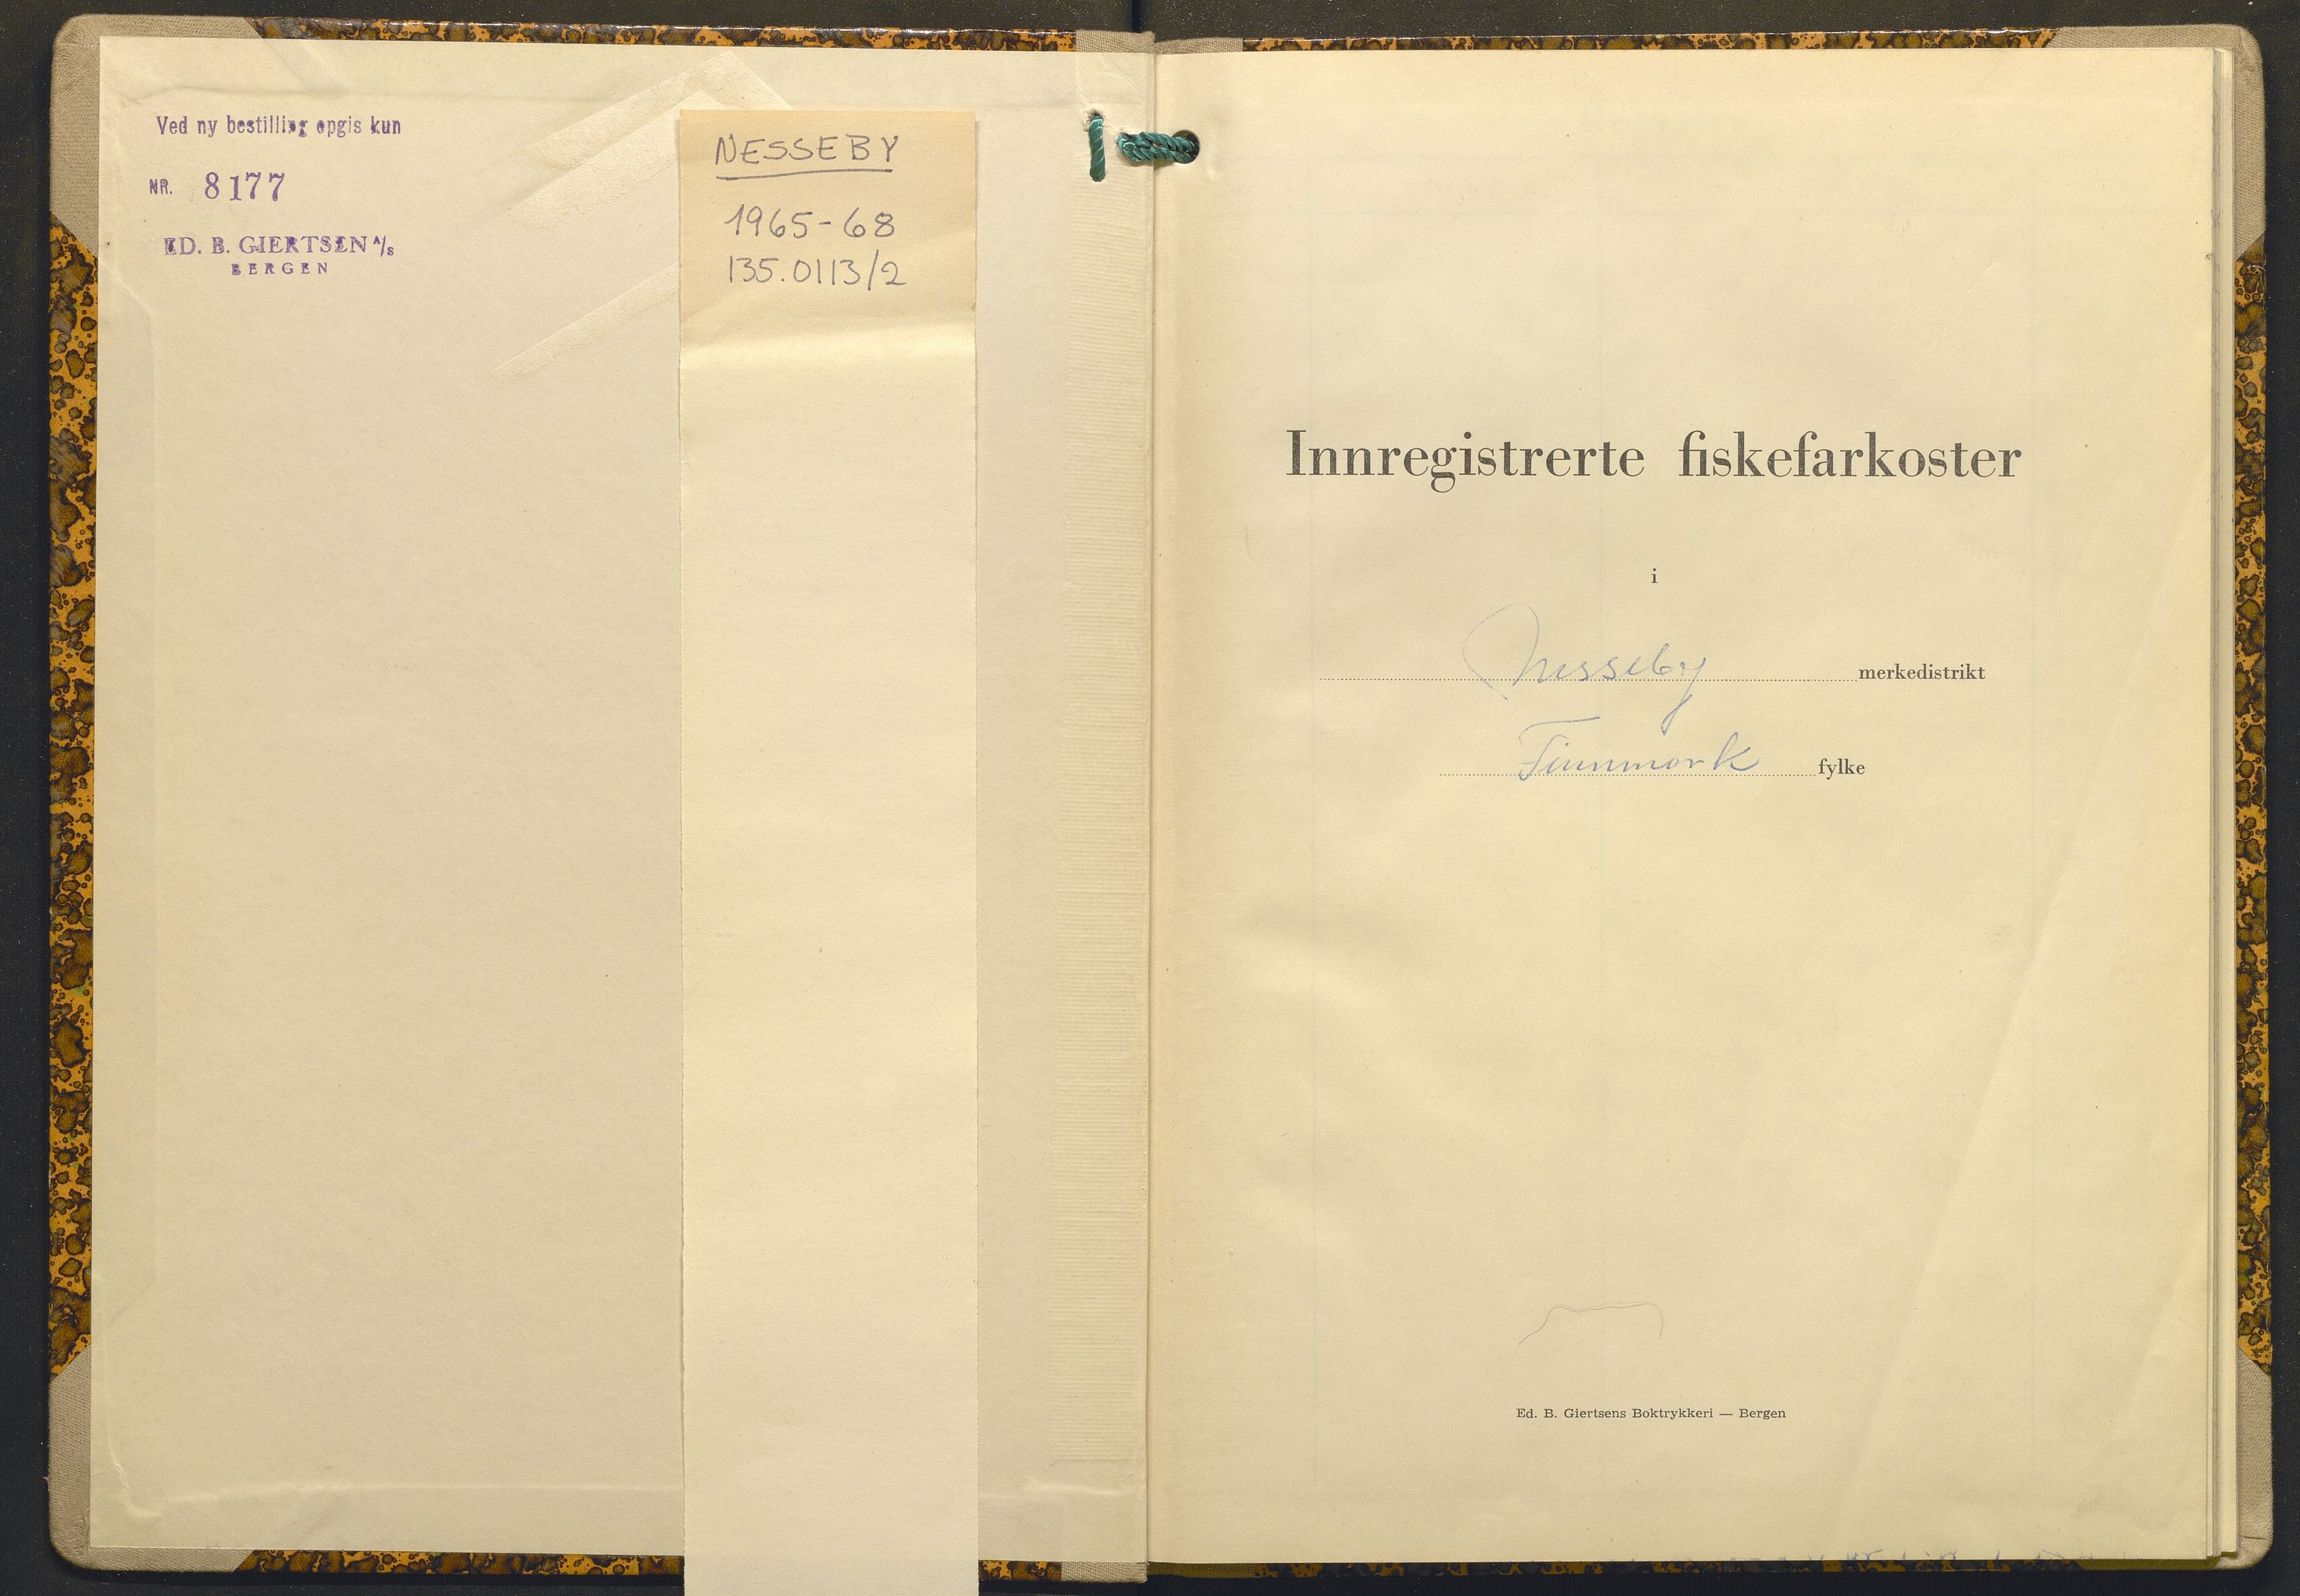 Ved ny bestilling opgis kun
NR. 8177
ED. B. GIERTSEN A/S
BERGEN
NESSEBY
1965-68
135.0113/2
Innregistrerte fiskefarkoster
i
Nesseby merkedistrikt
Finnmark fylke
Ed. B. Giertsens Boktrykkeri — Bergen